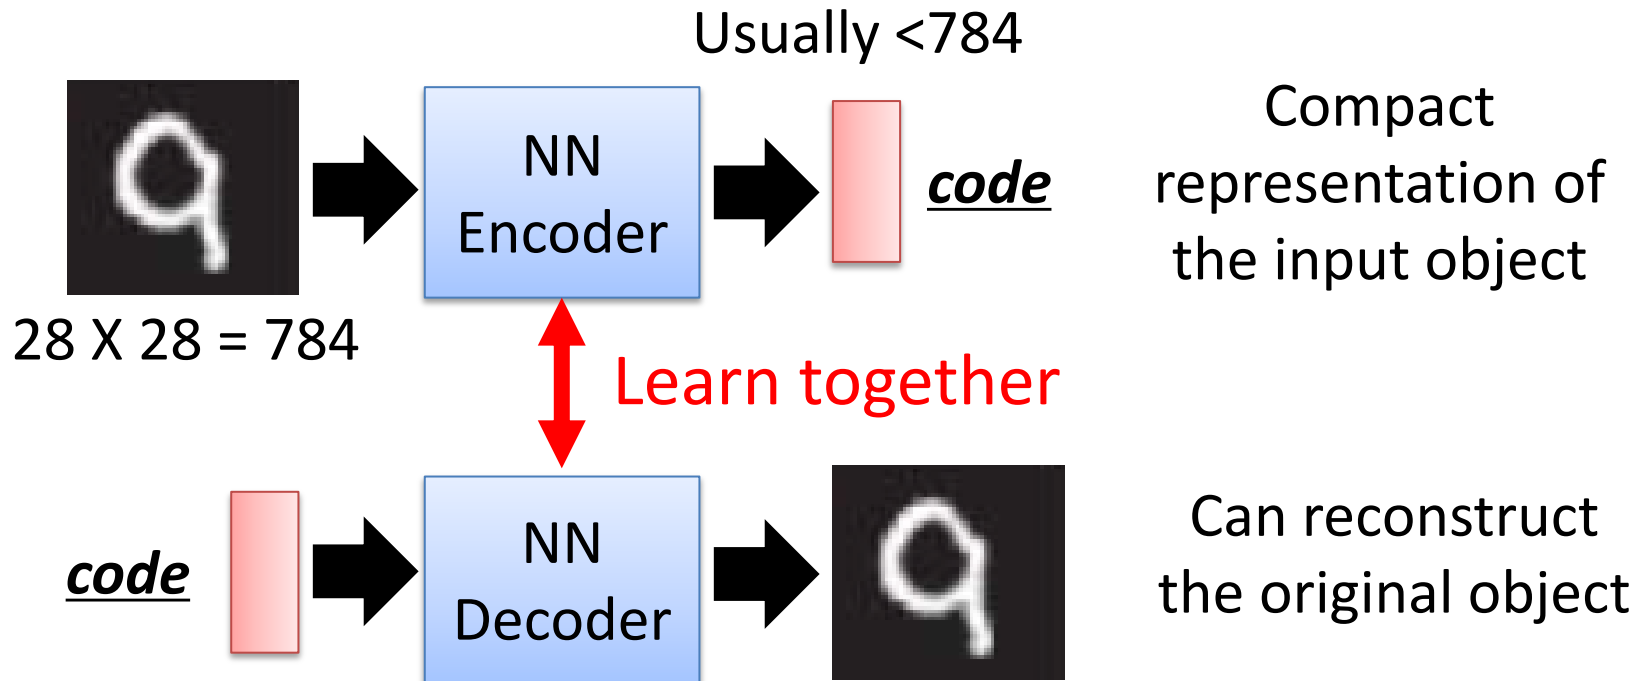 Usually <784
NN
Encoder
code
Compact
representation of
the input object
28 X 28 = 784
Learn together
code
NN
Decoder
Can reconstruct
the original object